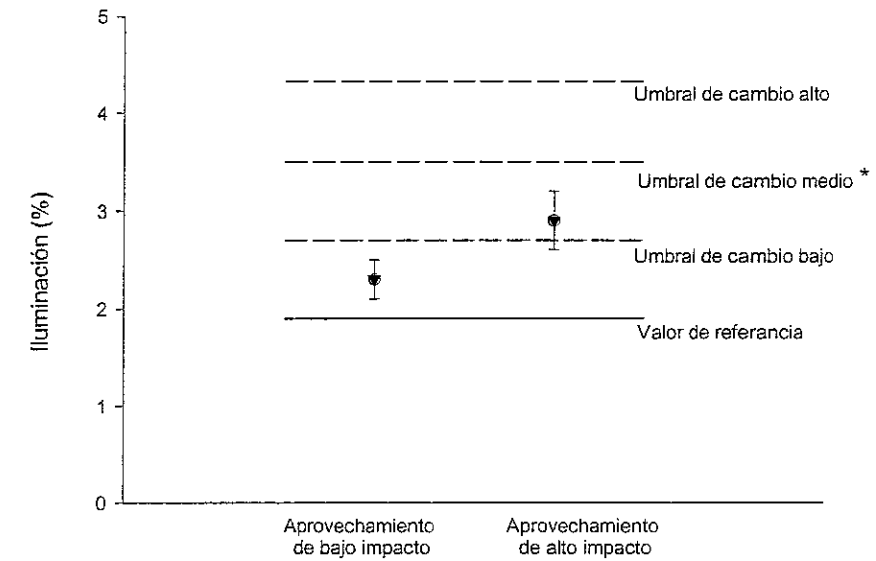 5
4
3
2
1
0
Iluminación (%)
Umbral de cambio alto
Umbral de cambio medio *
Umbral de cambio bajo
Valor de referancia
Aprovechamiento
de bajo impacto
Aprovechamiento
de alto impacto